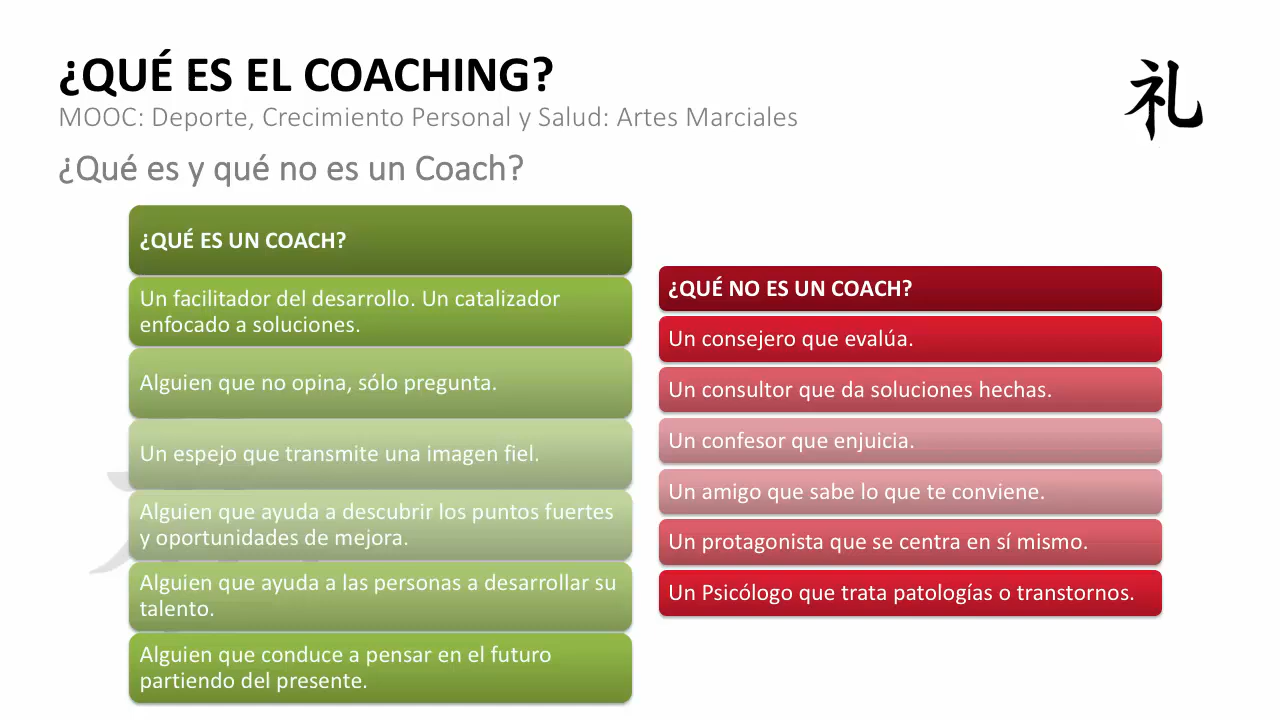 ¿QUÉ ES EL COACHING?
MOOC: Deporte, Crecimiento Personal y Salud: Artes Marciales
礼
¿Qué es y qué no es un Coach?
¿QUÉ ES UN COACH?
Un facilitador del desarrollo. Un catalizador
enfocado a soluciones.
Alguien que no opina, sólo pregunta.
Un espejo que transmite una imagen fiel.
Alguien que ayuda a descubrir los puntos fuertes
y oportunidades de mejora.
Alguien que ayuda a las personas a desarrollar su
talento.
Alguien que conduce a pensar en el futuro
partiendo del presente.
¿QUÉ NO ES UN COACH?
Un consejero que evalúa.
Un consultor que da soluciones hechas.
Un confesor que enjuicia.
Un amigo que sabe lo que te conviene.
Un protagonista que se centra en sí mismo.
Un Psicólogo que trata patologías o transtornos.